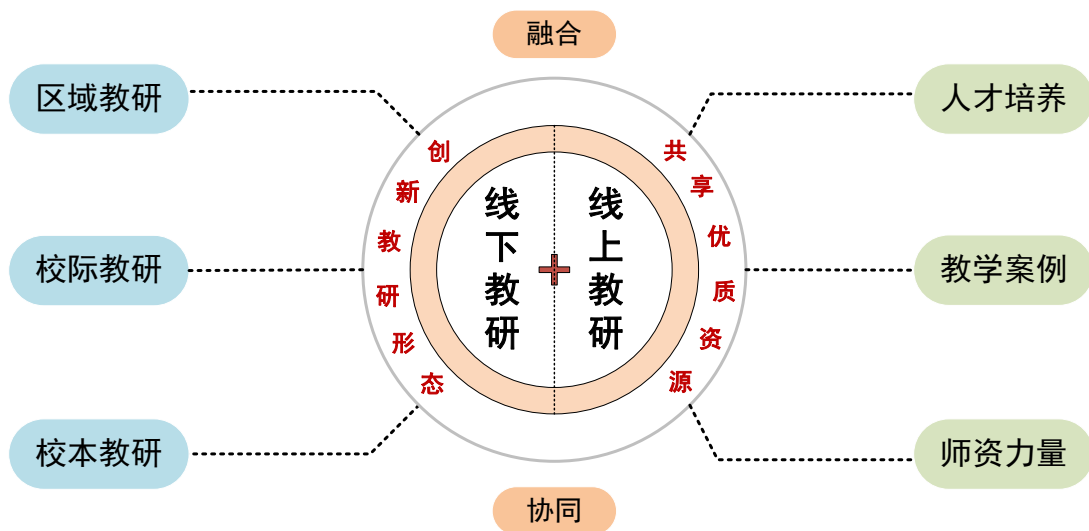 融合
区域教研
校际教研
校本教研
创新教研形态
线下教研
线上教研
共享优质资源
人才培养
教学案例
师资力量
协同